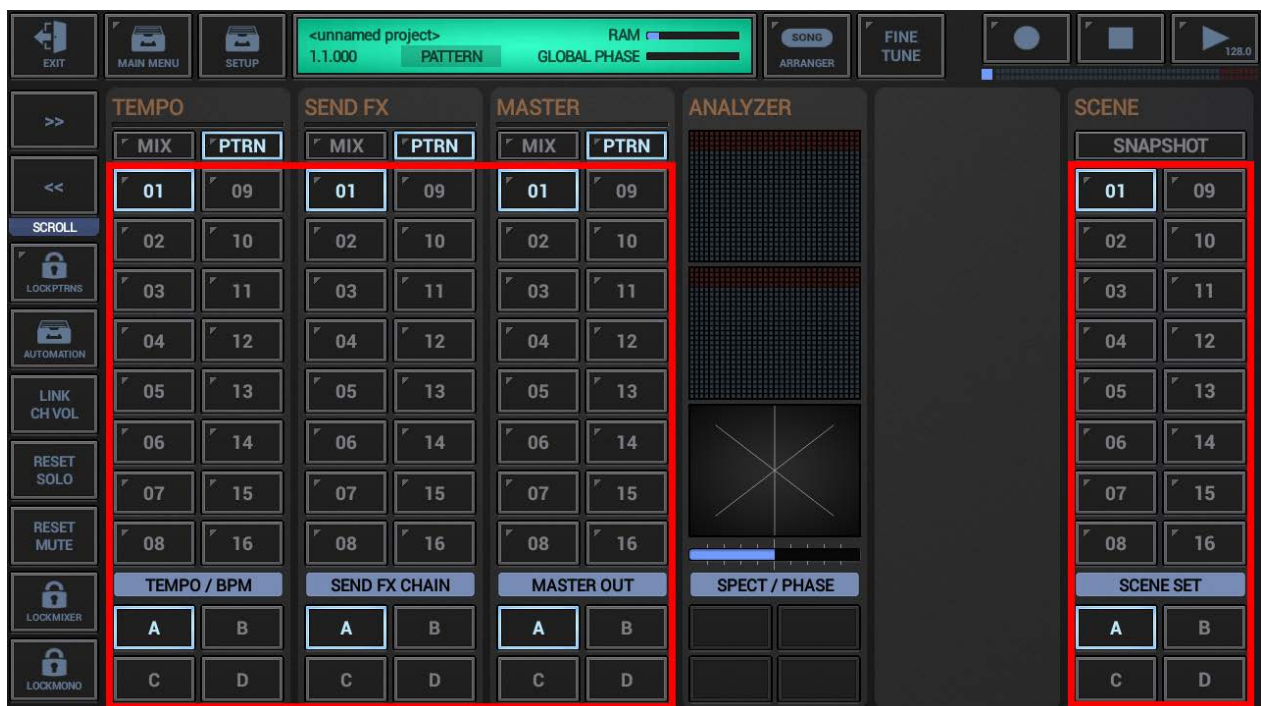 <unnamed project> RAM
1.1.000 PATTERN GLOBAL PHASE
EXIT
MAIN MENU
SETUP
SONG
ARRANGER
FINE
TUNE
128.0
>>
<<
SCROLL
LOCKPTRNS
AUTOMATION
LINK
CH VOL
RESET
SOLO
RESET
MUTE
LOCKMIXER
LOCKMONO
TEMPO
MIX PTRN
01 09
02 10
03 11
04 12
05 13
06 14
07 15
08 16
TEMPO / BPM
A B
C D
SEND FX
MIX PTRN
01 09
02 10
03 11
04 12
05 13
06 14
07 15
08 16
SEND FX CHAIN
A B
C D
MASTER
MIX PTRN
01 09
02 10
03 11
04 12
05 13
06 14
07 15
08 16
MASTER OUT
A B
C D
ANALYZER
SPECT / PHASE
SCENE
SNAPSHOT
01 09
02 10
03 11
04 12
05 13
06 14
07 15
08 16
SCENE SET
A B
C D